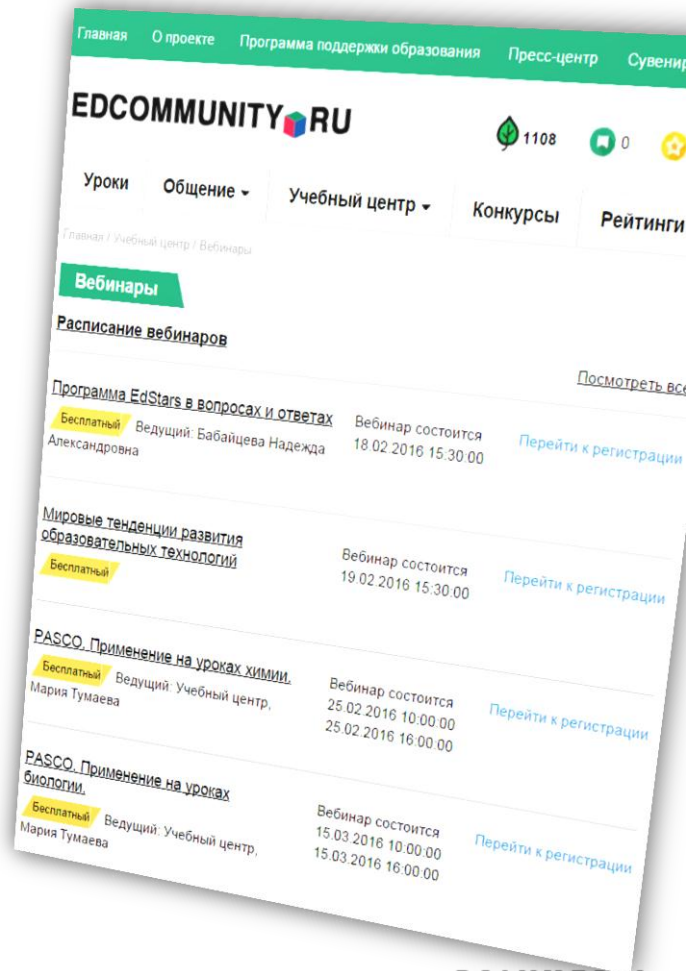 Главная О проекте Программа поддержки образования Пресс-центр
EDCOMMUNITY RU
1108 0
Уроки Общение Учебный центр Конкурсы Рейтинги
Главная / Учебный центр / Вебинары
Вебинары
Расписание вебинаров
Посмотреть все
Программа EdStars в вопросах и ответах
Бесплатный Ведущий: Бабайцева Надежда
Александровна
Вебинар состоится
18.02.2016 15:30:00
Перейти к регистрации
Мировые тенденции развития
образовательных технологий
Бесплатный
Вебинар состоится
19.02.2016 15:30:00
Перейти к регистрации
PASCO. Применение на уроках химии.
Бесплатный Ведущий: Учебный центр,
Мария Тумаева
Вебинар состоится
25.02.2016 10:00:00
25.02.2016 16:00:00
Перейти к регистрации
PASCO. Применение на уроках
биологии.
Бесплатный Ведущий: Учебный центр,
Мария Тумаева
Вебинар состоится
15.03.2016 10:00:00
15.03.2016 16:00:00
Перейти к регистрации